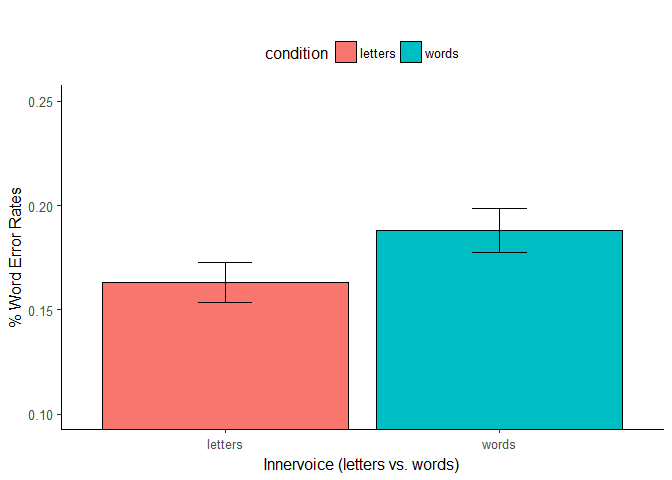 condition letters words
0.25
0.20
0.15
0.10
% Word Error Rates
letters words
Innervoice (letters vs. words)